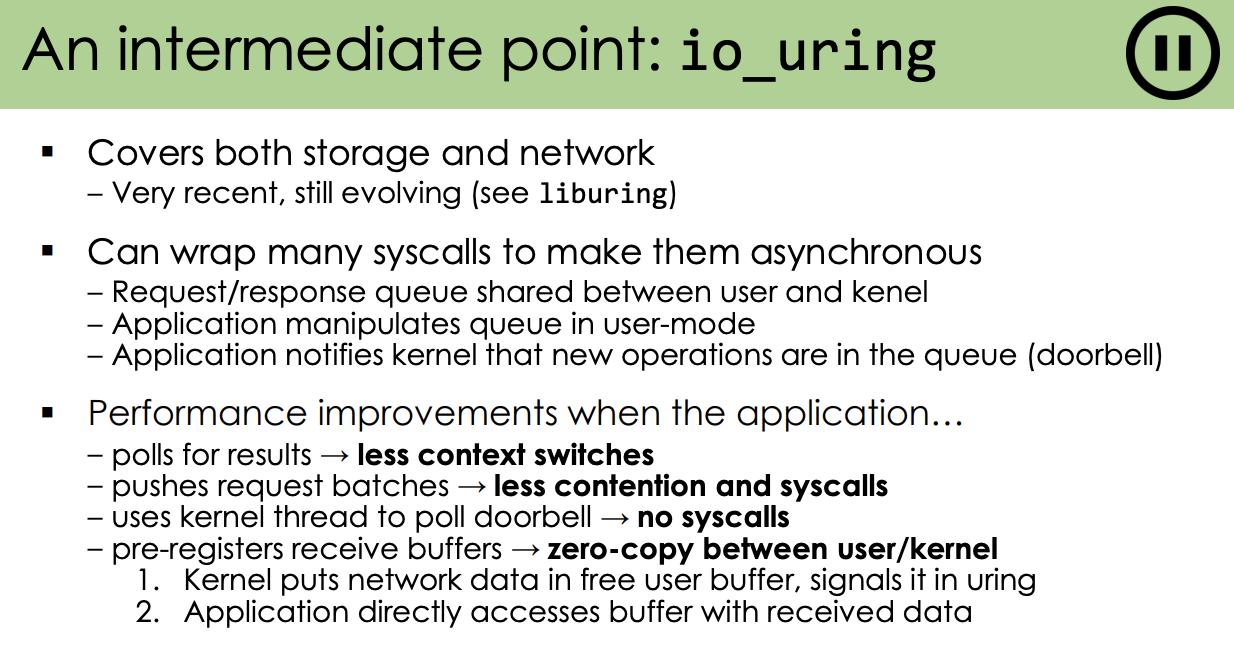 An intermediate point: io_uring
▪ Covers both storage and network
– Very recent, still evolving (see liburing)
▪ Can wrap many syscalls to make them asynchronous
– Request/response queue shared between user and kenel
– Application manipulates queue in user-mode
– Application notifies kernel that new operations are in the queue (doorbell)
▪ Performance improvements when the application…
– polls for results → less context switches
– pushes request batches → less contention and syscalls
– uses kernel thread to poll doorbell → no syscalls
– pre-registers receive buffers → zero-copy between user/kernel
1. Kernel puts network data in free user buffer, signals it in uring
2. Application directly accesses buffer with received data